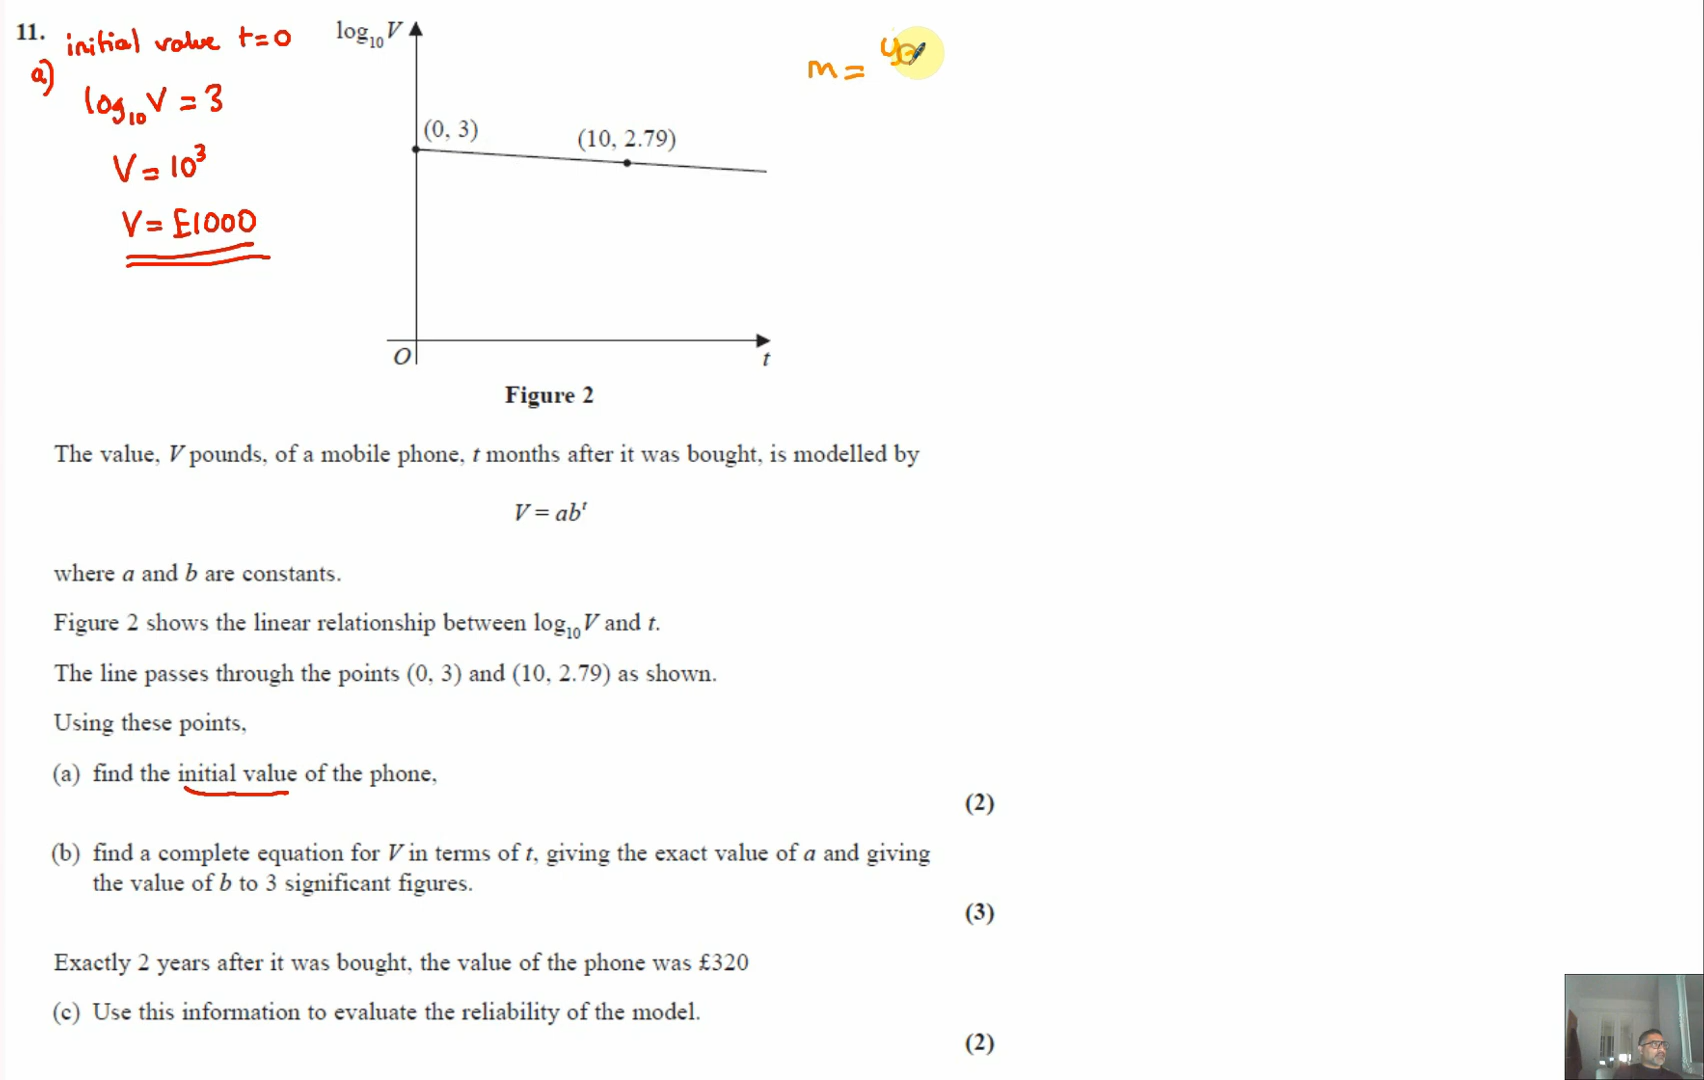 11. initial value t=0
a)
log₁₀V = 3
V = 10³
V = £1000
log₁₀V
(0, 3)
(10, 2.79)
O
t
Figure 2
m =
The value, V pounds, of a mobile phone, t months after it was bought, is modelled by
V = abᵗ
where a and b are constants.
Figure 2 shows the linear relationship between log₁₀V and t.
The line passes through the points (0, 3) and (10, 2.79) as shown.
Using these points,
(a) find the initial value of the phone,
(2)
(b) find a complete equation for V in terms of t, giving the exact value of a and giving
the value of b to 3 significant figures.
(3)
Exactly 2 years after it was bought, the value of the phone was £320
(c) Use this information to evaluate the reliability of the model.
(2)